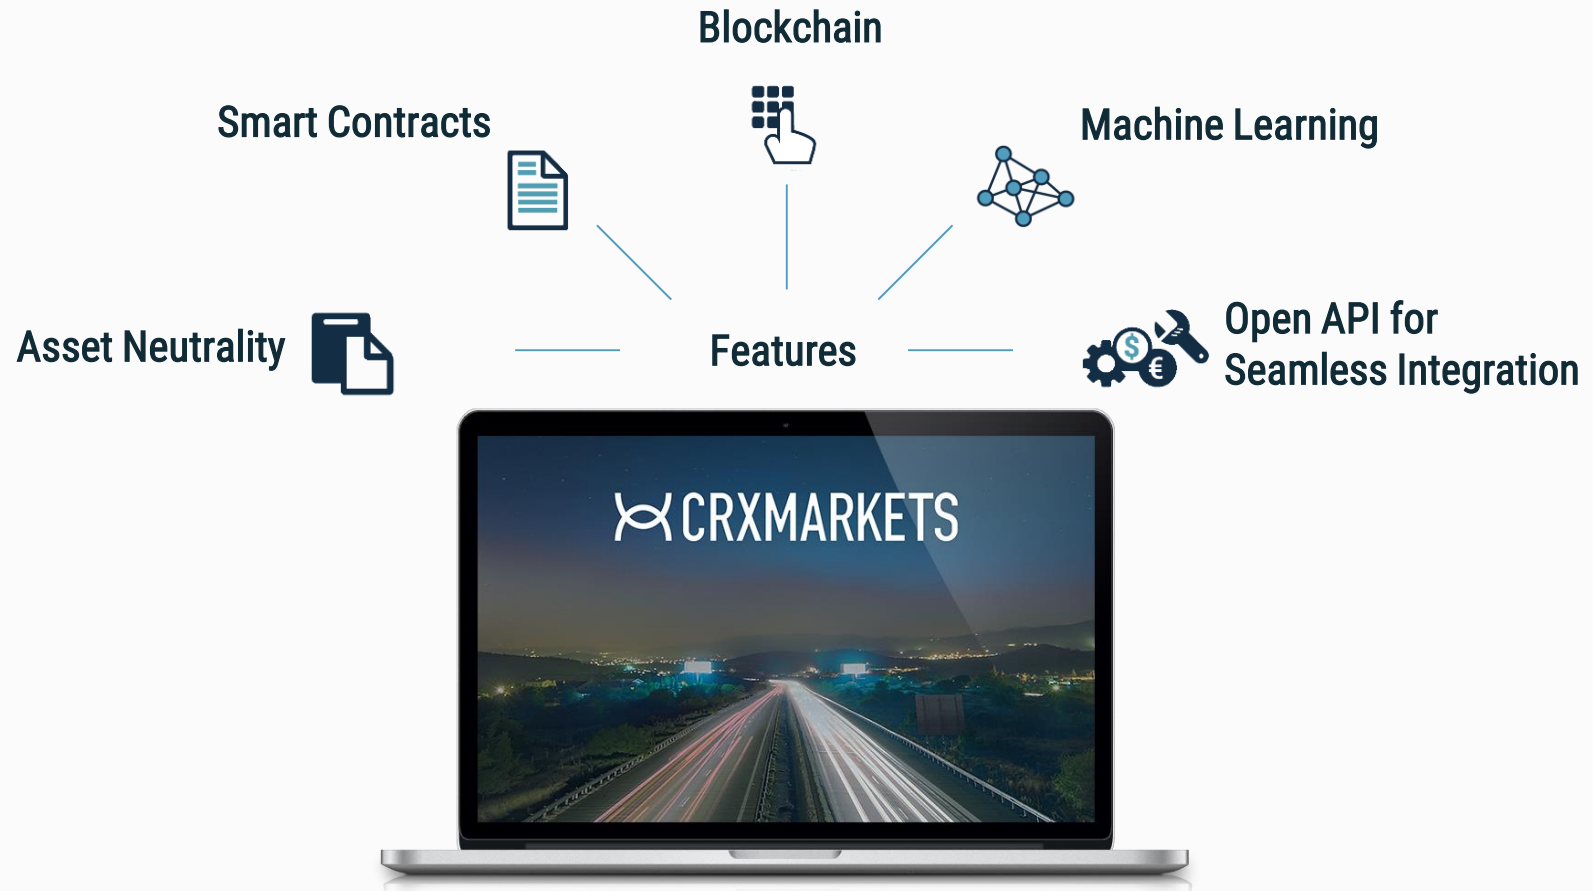 Blockchain
Smart Contracts
Machine Learning
Asset Neutrality
Features
Open API for
Seamless Integration
$
€
CRXMARKETS